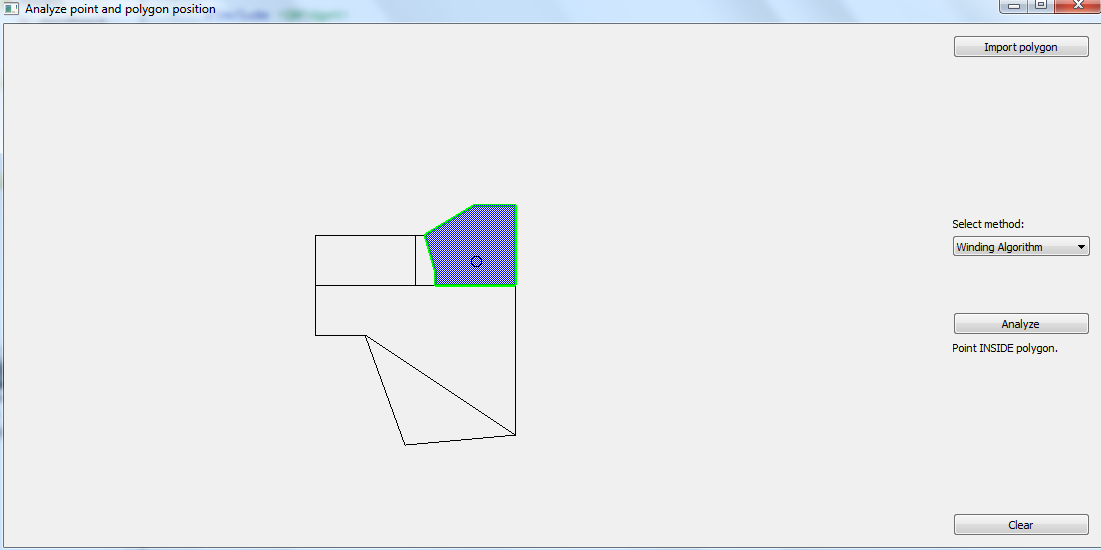 Analyze point and polygon position
Import polygon
Select method:
Winding Algorithm
Analyze
Point INSIDE polygon.
Clear